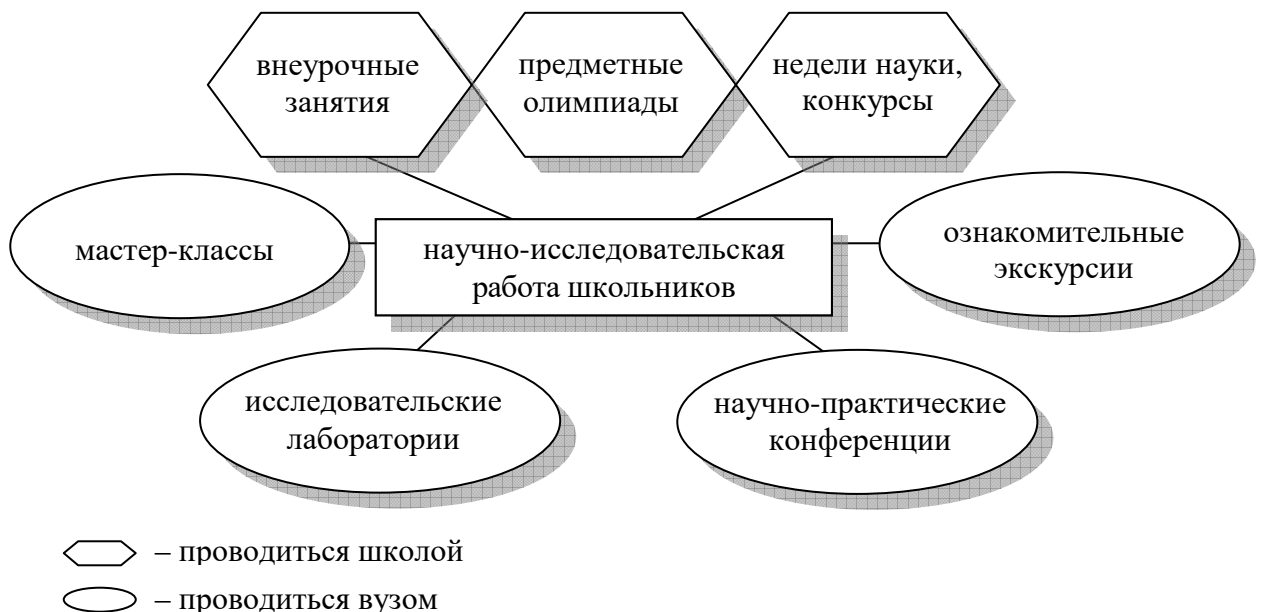 внеурочные
занятия
предметные
олимпиады
недели науки,
конкурсы
мастер-классы
научно-исследовательская
работа школьников
ознакомительные
экскурсии
исследовательские
лаборатории
научно-практические
конференции
– проводиться школой
– проводиться вузом